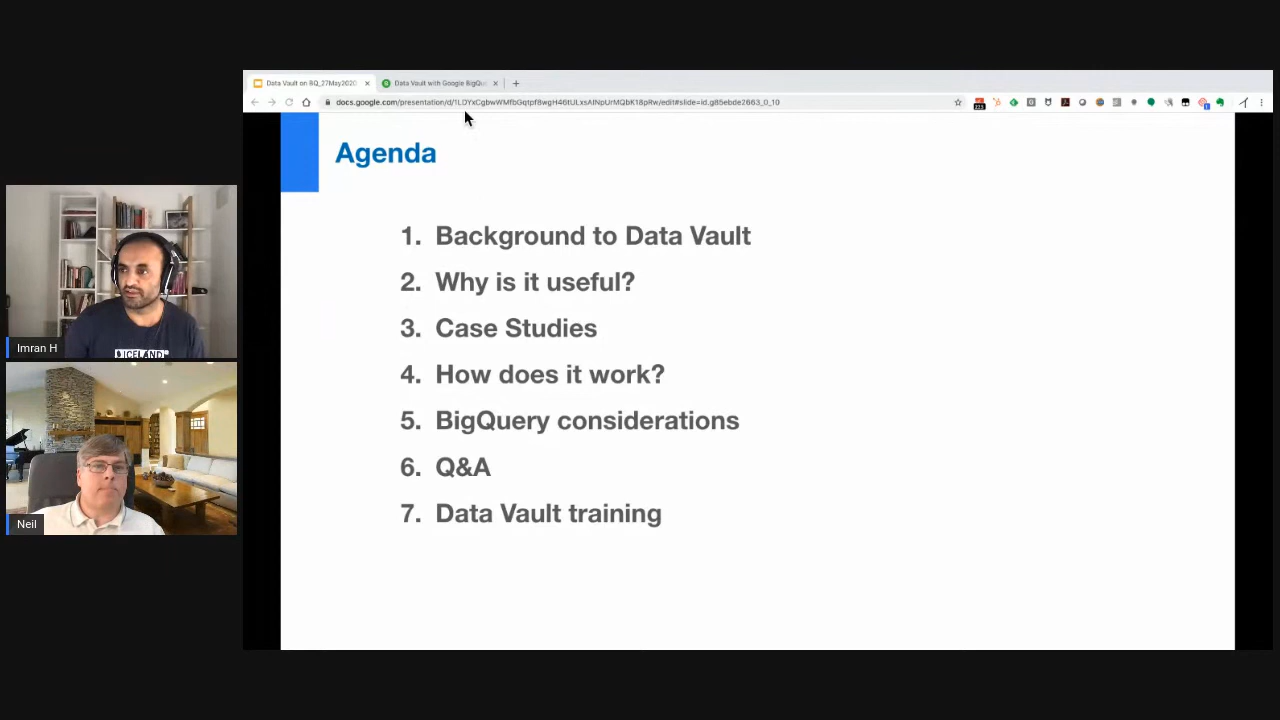 Data Vault on BQ_27May2020
Data Vault with Google BigQu
Agenda
1. Background to Data Vault
2. Why is it useful?
3. Case Studies
4. How does it work?
5. BigQuery considerations
6. Q&A
7. Data Vault training
ICELAND
Imran H
Neil